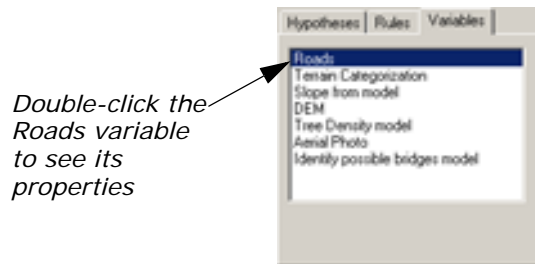 Hypotheses Rules Variables
Roads
Terrain Categorization
Slope from model
DEM
Tree Density model
Aerial Photo
Identify possible bridges model
Double-click the
Roads variable
to see its
properties